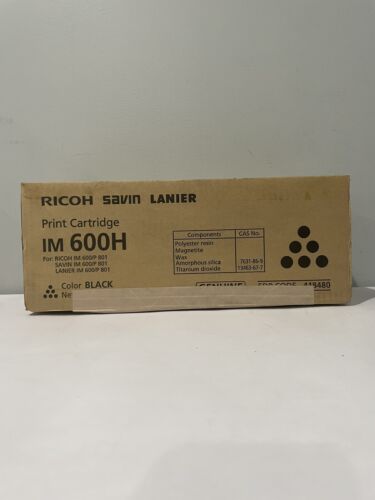 RICOH SAVIN LANIER
Print Cartridge
IM 600H
For: RICOH IM 600/P 801
SAVIN IM 600/P 801
LANIER IM 600/P 801
Components CAS No.
Polyester resin
Magnetite
Wax
Amorphous silica 7631-86-9
Titanium dioxide 13463-67-7
Color BLACK
GENUINE EDP CODE 418480